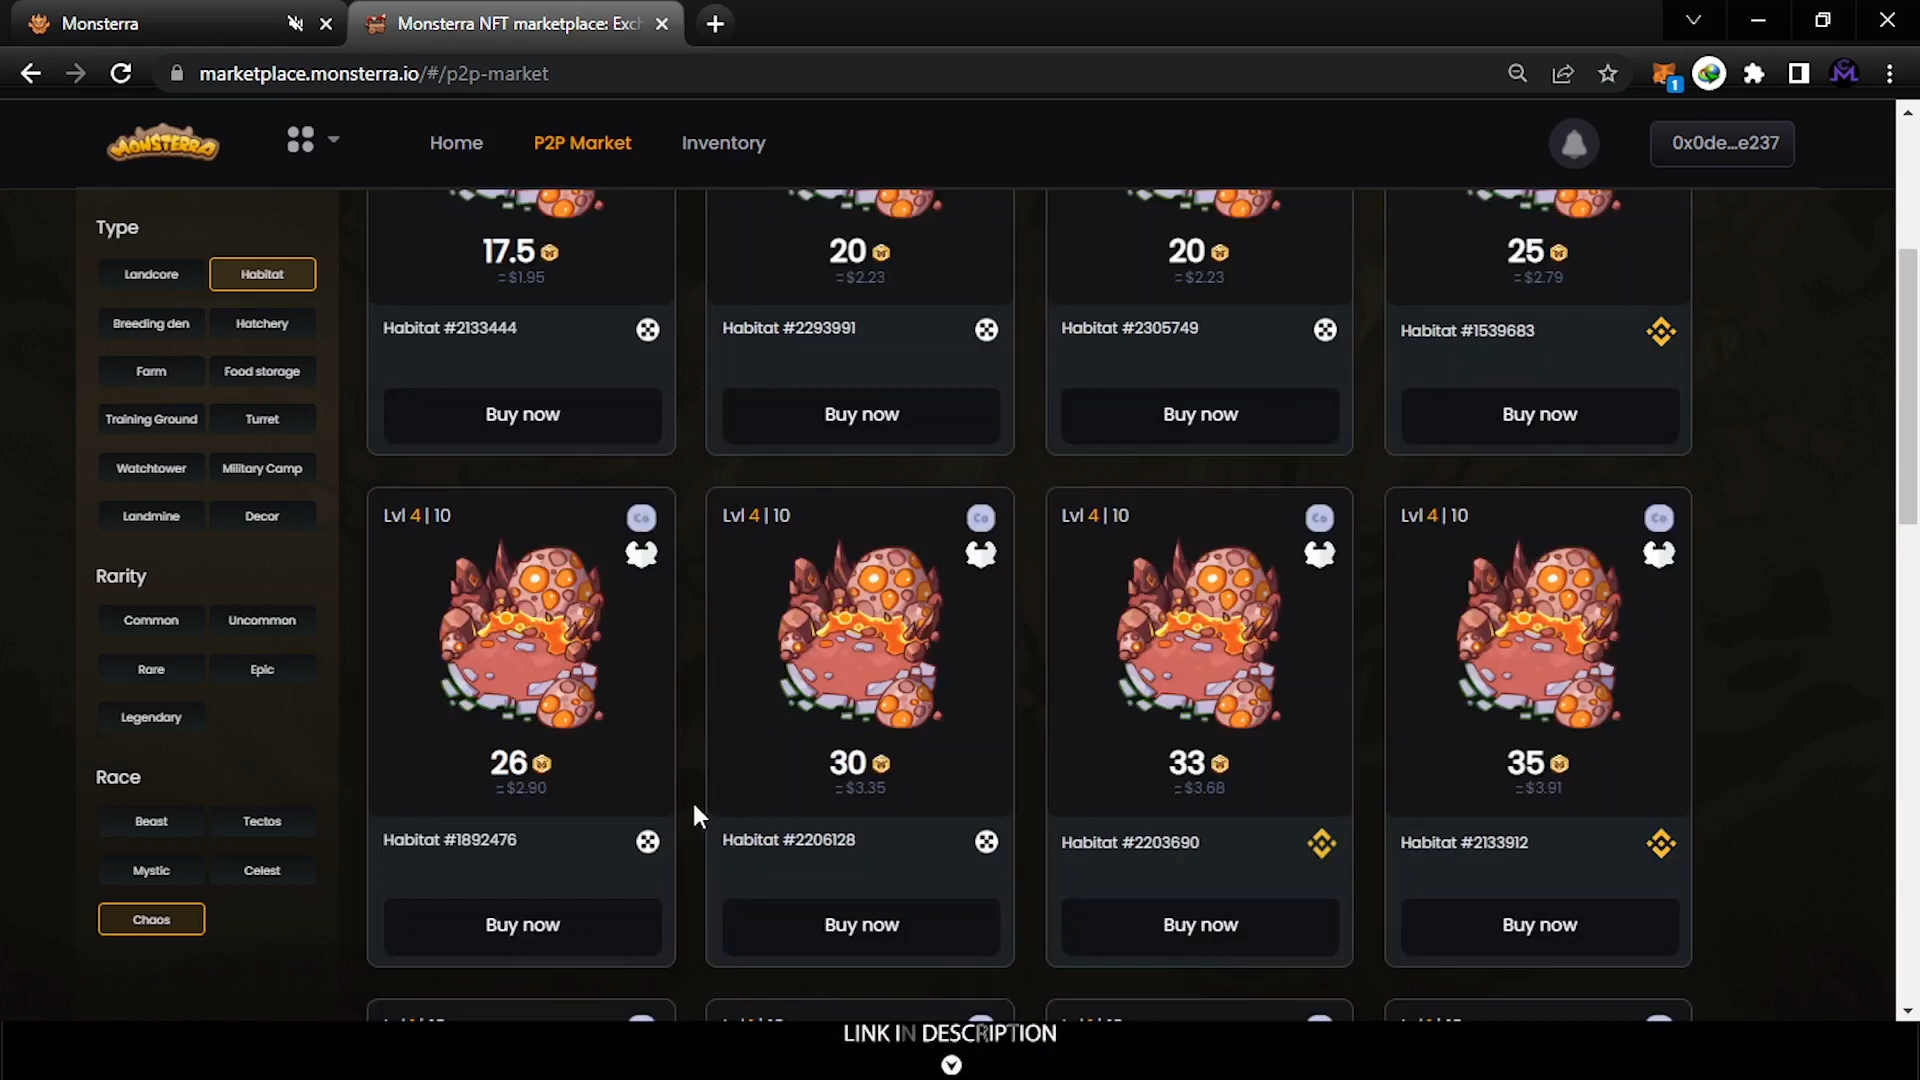 Monsterra
Monsterra NFT marketplace: Exc
marketplace.monsterra.io/#/p2p-market
1
MONSTERRA
Home
P2P Market
Inventory
0x0de...e237
Type
Landcore
Habitat
Breeding den
Hatchery
Farm
Food storage
Training Ground
Turret
Watchtower
Military Camp
Landmine
Decor
Rarity
Common
Uncommon
Rare
Epic
Legendary
Race
Beast
Tectos
Mystic
Celest
Chaos
17.5
=$1.95
Habitat #2133444
Buy now
20
=$2.23
Habitat #2293991
Buy now
20
=$2.23
Habitat #2305749
Buy now
25
=$2.79
Habitat #1539683
Buy now
Lvl 4 | 10
Co
26
=$2.90
Habitat #1892476
Buy now
Lvl 4 | 10
Co
30
=$3.35
Habitat #2206128
Buy now
Lvl 4 | 10
Co
33
=$3.68
Habitat #2203690
Buy now
Lvl 4 | 10
Co
35
=$3.91
Habitat #2133912
Buy now
LINK IN DESCRIPTION